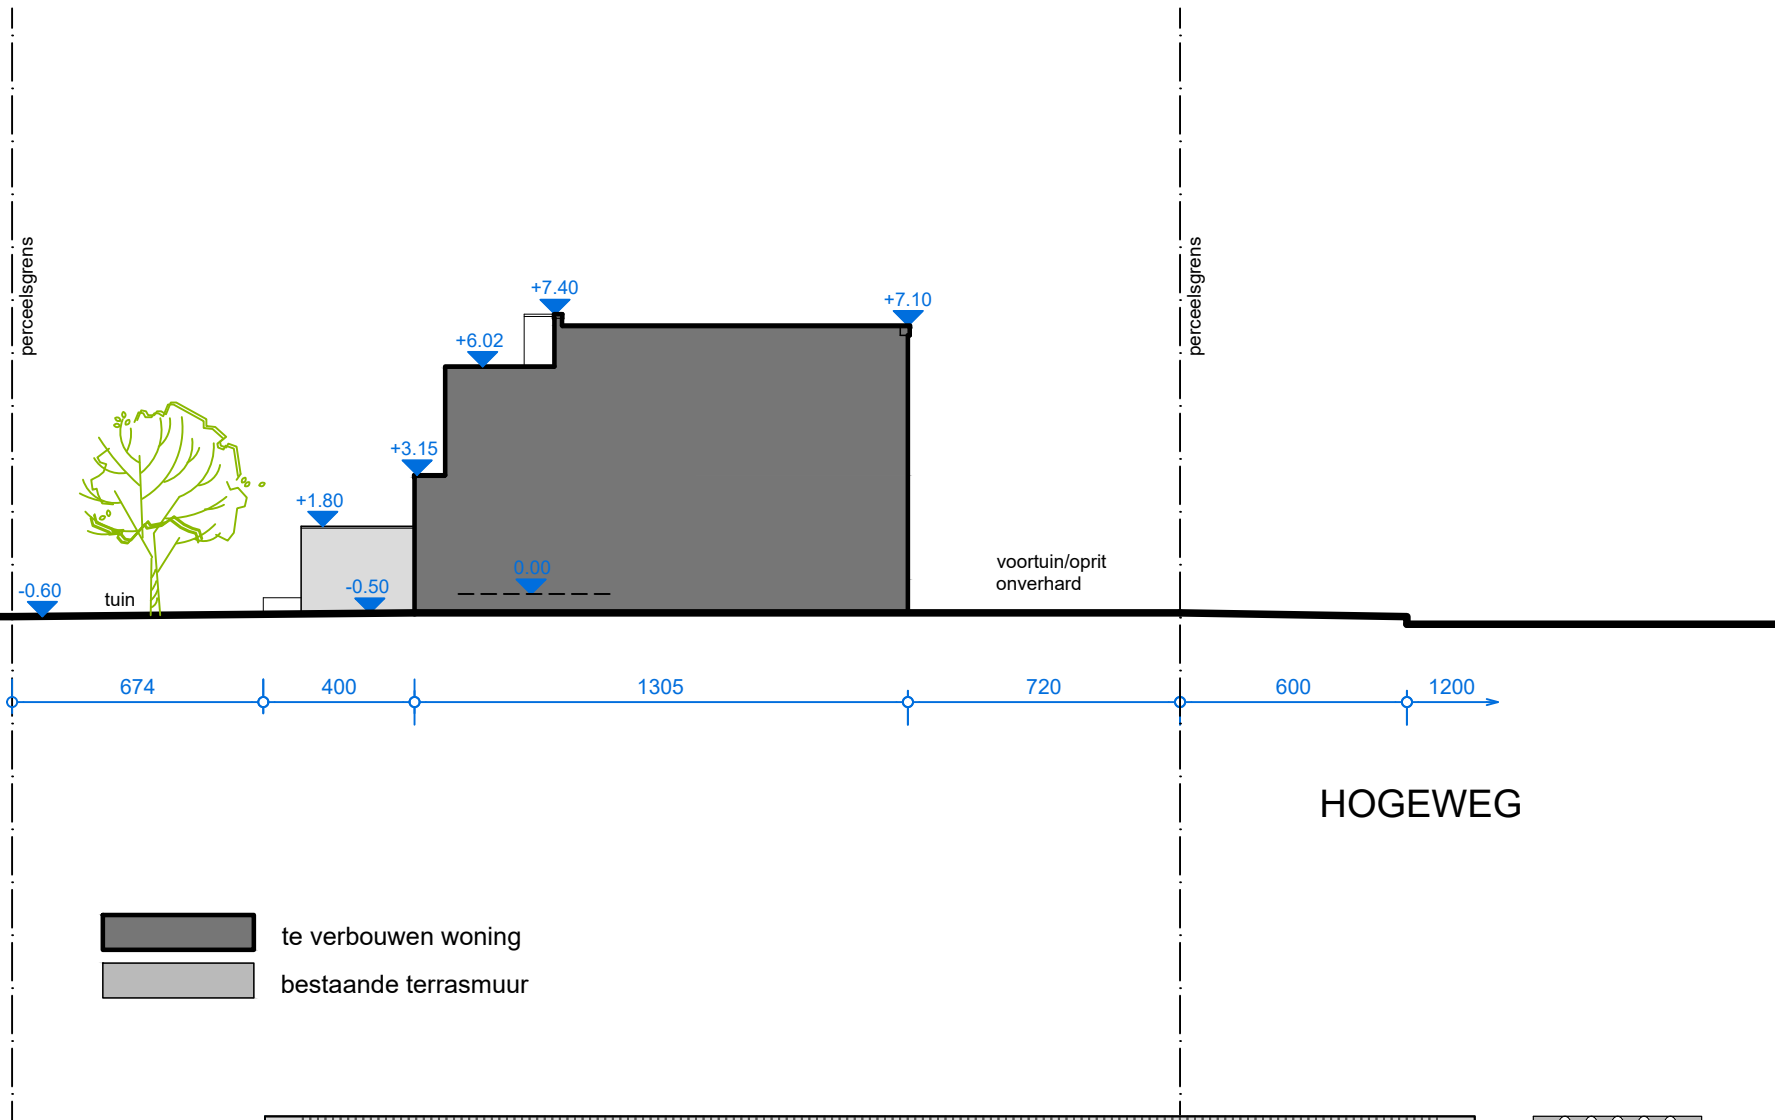 perceelsgrens
perceelsgrens
+7.40
+7.10
+6.02
+3.15
+1.80
0.00
-0.50
-0.60
tuin
voortuin/oprit
onverhard
674
400
1305
720
600
1200
HOGEWEG
te verbouwen woning
bestaande terrasmuur